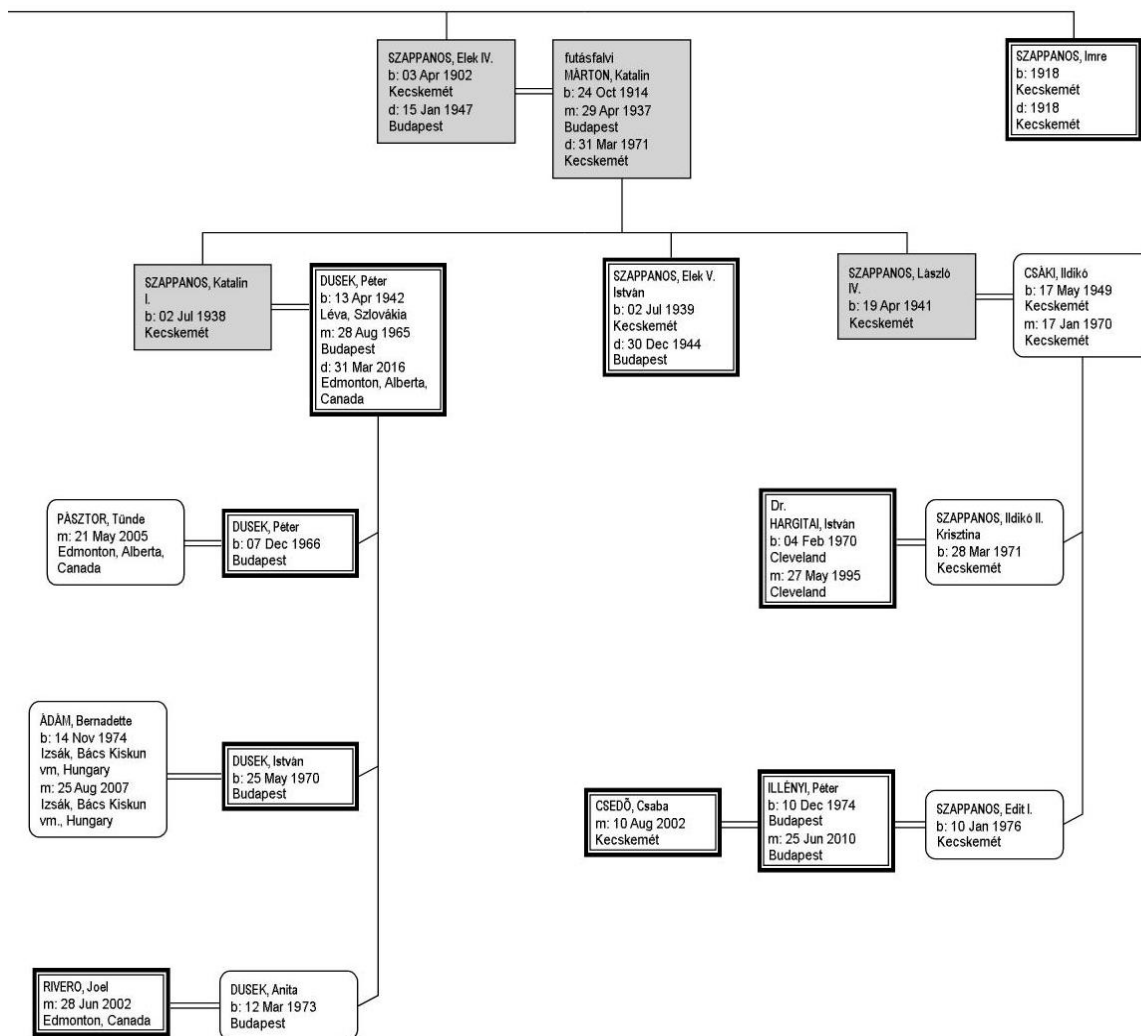 SZAPPANOS, Elek IV.
b: 03 Apr 1902
Kecskemét
d: 15 Jan 1947
Budapest
futásfalvi
MÀRTON, Katalin
b: 24 Oct 1914
m: 29 Apr 1937
Budapest
d: 31 Mar 1971
Kecskemét
SZAPPANOS, Imre
b: 1918
Kecskemét
d: 1918
Kecskemét
SZAPPANOS, Katalin
I.
b: 02 Jul 1938
Kecskemét
DUSEK, Péter
b: 13 Apr 1942
Léva, Szlovákia
m: 28 Aug 1965
Budapest
d: 31 Mar 2016
Edmonton, Alberta,
Canada
SZAPPANOS, Elek V.
István
b: 02 Jul 1939
Kecskemét
d: 30 Dec 1944
Budapest
SZAPPANOS, Làszló
IV.
b: 19 Apr 1941
Kecskemét
CSÀKI, Ildikó
b: 17 May 1949
Kecskemét
m: 17 Jan 1970
Kecskemét
PÀSZTOR, Tünde
m: 21 May 2005
Edmonton, Alberta,
Canada
DUSEK, Péter
b: 07 Dec 1966
Budapest
Dr.
HARGITAI, Istvàn
b: 04 Feb 1970
Cleveland
m: 27 May 1995
Cleveland
SZAPPANOS, Ildikó II.
Krisztina
b: 28 Mar 1971
Kecskemét
ÀDÀM, Bernadette
b: 14 Nov 1974
Izsák, Bács Kiskun
vm, Hungary
m: 25 Aug 2007
Izsák, Bács Kiskun
vm., Hungary
DUSEK, Istvàn
b: 25 May 1970
Budapest
CSEDÕ, Csaba
m: 10 Aug 2002
Kecskemét
ILLÉNYI, Péter
b: 10 Dec 1974
Budapest
m: 25 Jun 2010
Budapest
SZAPPANOS, Edit I.
b: 10 Jan 1976
Kecskemét
RIVERO, Joel
m: 28 Jun 2002
Edmonton, Canada
DUSEK, Anita
b: 12 Mar 1973
Budapest